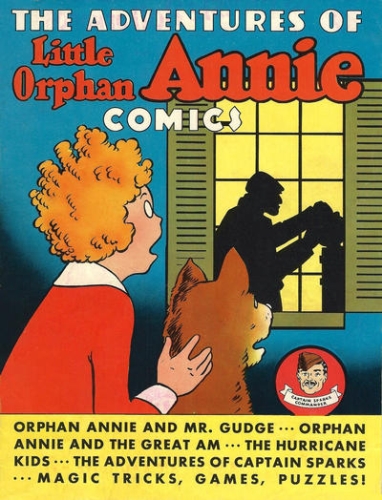 THE ADVENTURES OF
Little
Orphan Annie
COMICS
CAPTAIN SPARKS
COMMANDER
ORPHAN ANNIE AND MR. GUDGE ··· ORPHAN
ANNIE AND THE GREAT AM ··· THE HURRICANE
KIDS ··· THE ADVENTURES OF CAPTAIN SPARKS
··· MAGIC TRICKS, GAMES, PUZZLES!